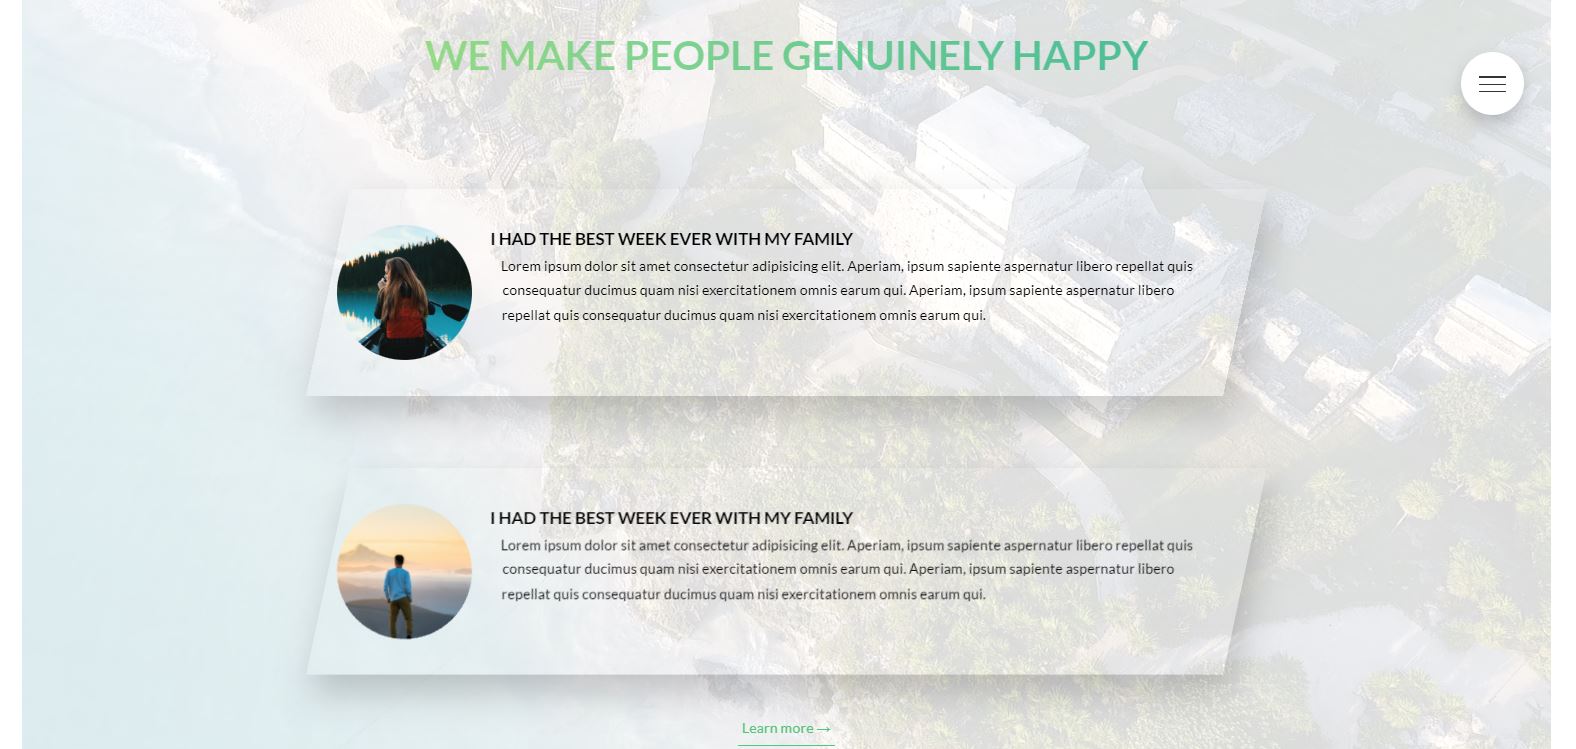 WE MAKE PEOPLE GENUINELY HAPPY
I HAD THE BEST WEEK EVER WITH MY FAMILY
Lorem ipsum dolor sit amet consectetur adipisicing elit. Aperiam, ipsum sapiente aspernatur libero repellat quis
consequatur ducimus quam nisi exercitationem omnis earum qui. Aperiam, ipsum sapiente aspernatur libero
repellat quis consequatur ducimus quam nisi exercitationem omnis earum qui.
I HAD THE BEST WEEK EVER WITH MY FAMILY
Lorem ipsum dolor sit amet consectetur adipisicing elit. Aperiam, ipsum sapiente aspernatur libero repellat quis
consequatur ducimus quam nisi exercitationem omnis earum qui. Aperiam, ipsum sapiente aspernatur libero
repellat quis consequatur ducimus quam nisi exercitationem omnis earum qui.
Learn more →